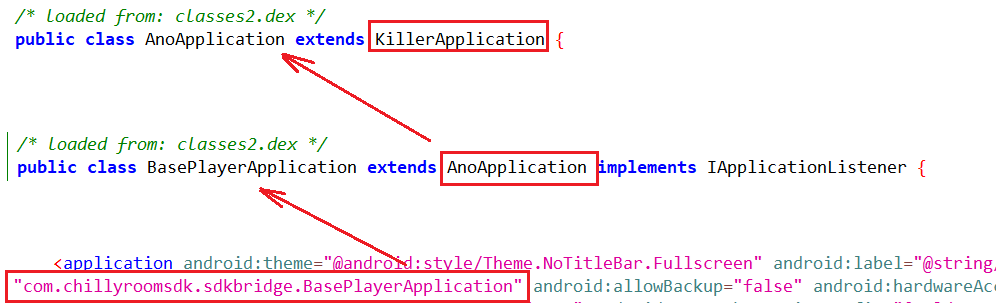 /* loaded from: classes2.dex */
public class AnoApplication extends KillerApplication {
/* loaded from: classes2.dex */
public class BasePlayerApplication extends AnoApplication implements IApplicationListener {
<application android:theme="@android:style/Theme.NoTitleBar.Fullscreen" android:label="@string/
"com.chillyroomsdk.sdkbridge.BasePlayerApplication" android:allowBackup="false" android:hardwareAcc